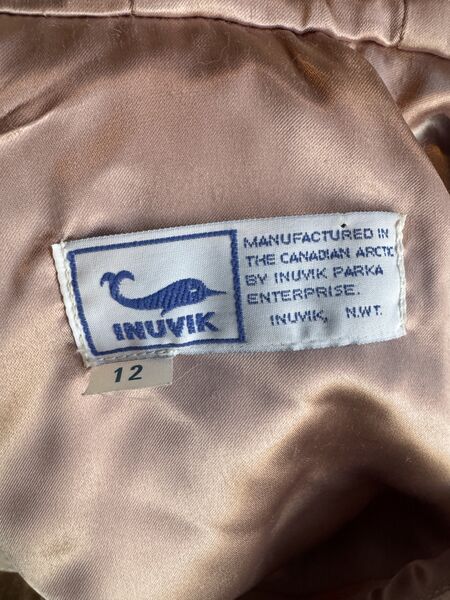 MANUFACTURED IN
THE CANADIAN ARCTIC
BY INUVIK PARKA
ENTERPRISE.
INUVIK, N.W.T.
INUVIK
12